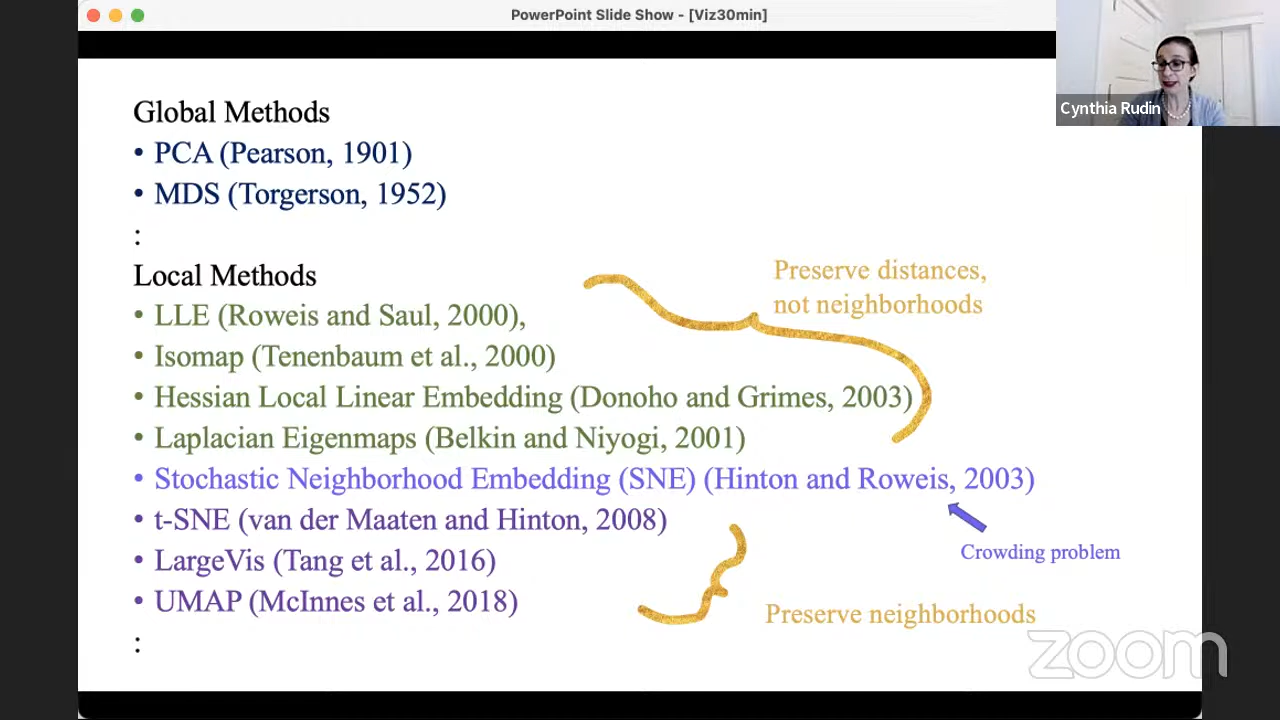 PowerPoint Slide Show - [Viz30min]
Cynthia Rudin
Global Methods
• PCA (Pearson, 1901)
• MDS (Torgerson, 1952)
:
Local Methods
• LLE (Roweis and Saul, 2000),
• Isomap (Tenenbaum et al., 2000)
• Hessian Local Linear Embedding (Donoho and Grimes, 2003)
• Laplacian Eigenmaps (Belkin and Niyogi, 2001)
Preserve distances,
not neighborhoods
• Stochastic Neighborhood Embedding (SNE) (Hinton and Roweis, 2003)
Crowding problem
• t-SNE (van der Maaten and Hinton, 2008)
• LargeVis (Tang et al., 2016)
• UMAP (McInnes et al., 2018)
Preserve neighborhoods
:
zoom